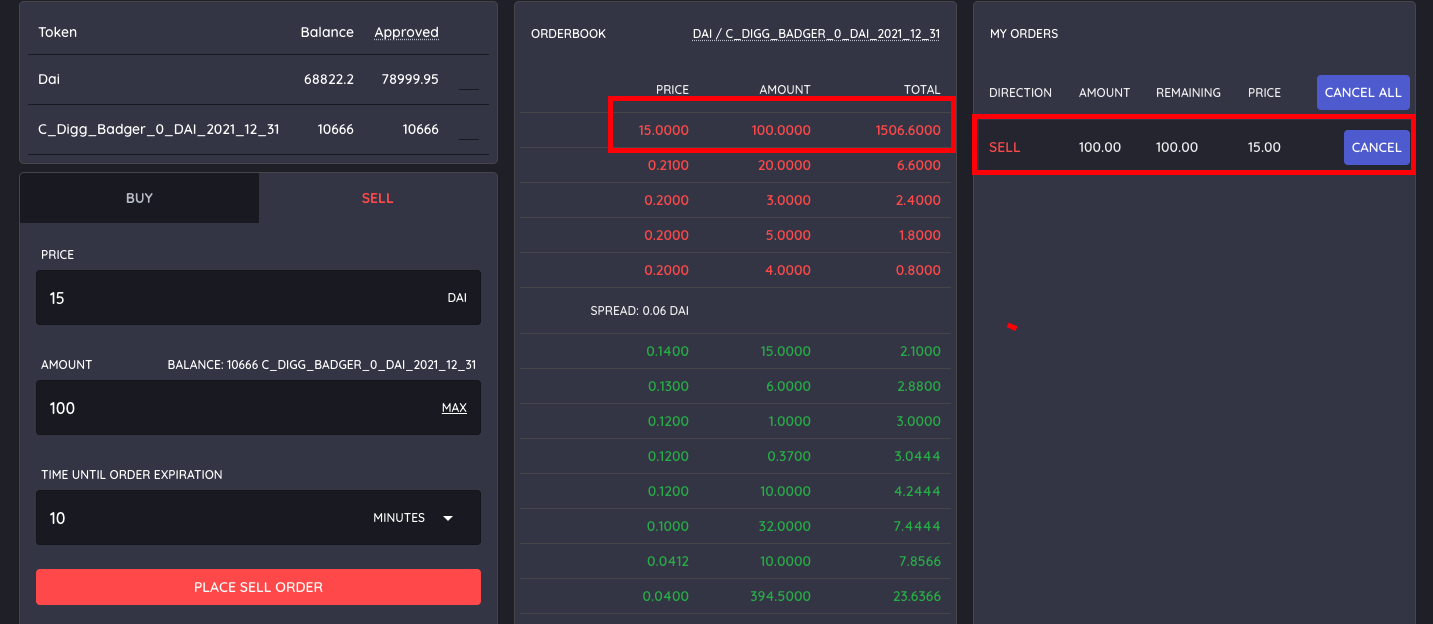 Token Balance Approved
Dai 68822.2 78999.95
C_Digg_Badger_0_DAI_2021_12_31 10666 10666
BUY SELL
PRICE
15 DAI
AMOUNT BALANCE: 10666 C_DIGG_BADGER_0_DAI_2021_12_31
100 MAX
TIME UNTIL ORDER EXPIRATION
10 MINUTES
PLACE SELL ORDER
ORDERBOOK DAI / C_DIGG_BADGER_0_DAI_2021_12_31
PRICE AMOUNT TOTAL
15.0000 100.0000 1506.6000
0.2100 20.0000 6.6000
0.2000 3.0000 2.4000
0.2000 5.0000 1.8000
0.2000 4.0000 0.8000
SPREAD: 0.06 DAI
0.1400 15.0000 2.1000
0.1300 6.0000 2.8800
0.1200 1.0000 3.0000
0.1200 0.3700 3.0444
0.1200 10.0000 4.2444
0.1000 32.0000 7.4444
0.0412 10.0000 7.8566
0.0400 394.5000 23.6366
MY ORDERS
DIRECTION AMOUNT REMAINING PRICE CANCEL ALL
SELL 100.00 100.00 15.00 CANCEL